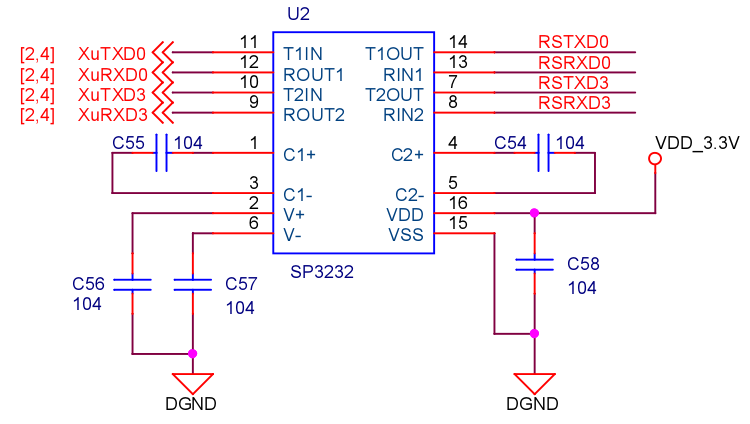 U2
[2,4] XuTXD0 11 T1IN T1OUT 14 RSTXD0
[2,4] XuRXD0 12 ROUT1 RIN1 13 RSRXD0
[2,4] XuTXD3 10 T2IN T2OUT 7 RSTXD3
[2,4] XuRXD3 9 ROUT2 RIN2 8 RSRXD3
C55 104 1 C1+ C2+ 4 C54 104 VDD_3.3V
3 C1- C2- 5
2 V+ VDD 16
6 V- VSS 15
SP3232
C56 104
C57 104
C58 104
DGND
DGND